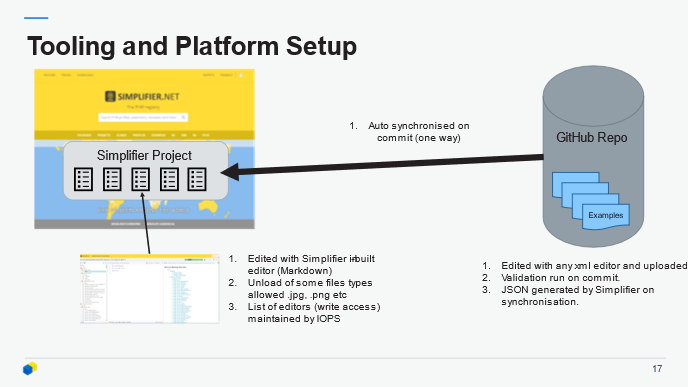 Tooling and Platform Setup
SIMPLIFIER.NET
Simplifier Project
1. Auto synchronised on
commit (one way)
GitHub Repo
Examples
1. Edited with Simplifier inbuilt
editor (Markdown)
2. Unload of some files types
allowed .jpg, .png etc
3. List of editors (write access)
maintained by IOPS
1. Edited with any xml editor and uploaded
2. Validation run on commit.
3. JSON generated by Simplifier on
synchronisation.
17